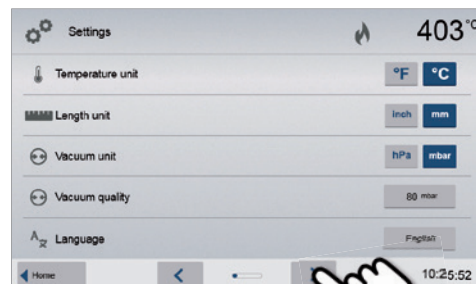 Settings 403 °C
Temperature unit °F °C
Length unit inch mm
Vacuum unit hPa mbar
Vacuum quality 80 mbar
Language English
Home 10:25:52